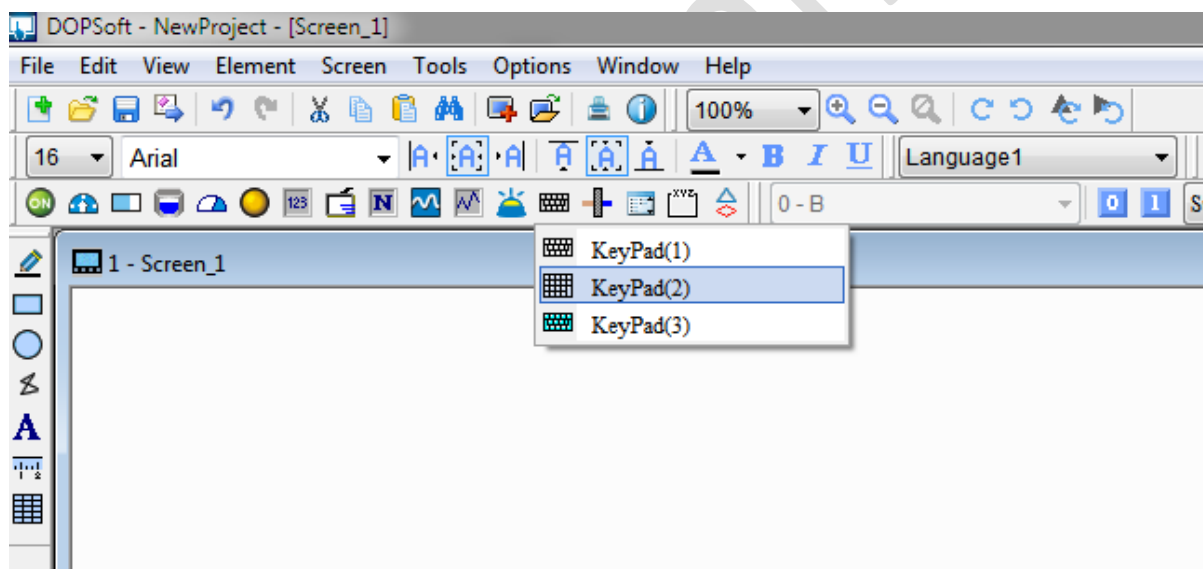 DOPSoft - NewProject - [Screen_1]
File Edit View Element Screen Tools Options Window Help
100%
16 Arial A A A A A A A B I U Language1
ON 123 N XYZ 0 - B 0 1 S
1 - Screen_1
KeyPad(1)
KeyPad(2)
KeyPad(3)
A